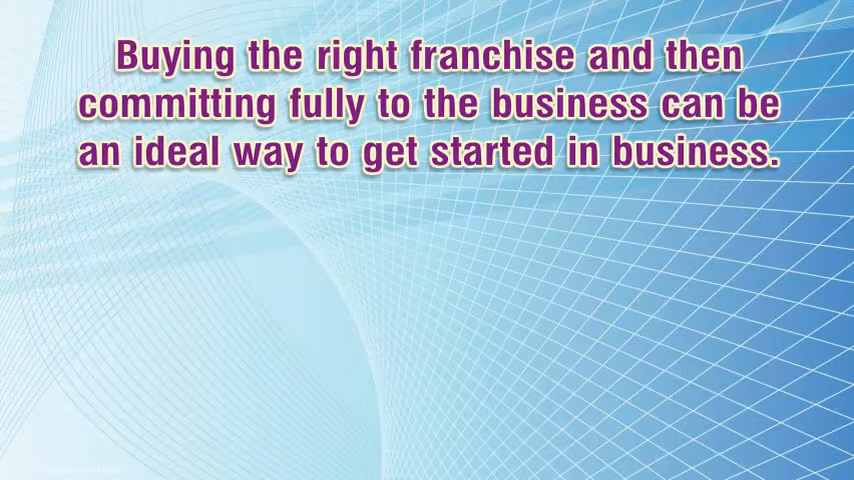 Buying the right franchise and then
committing fully to the business can be
an ideal way to get started in business.